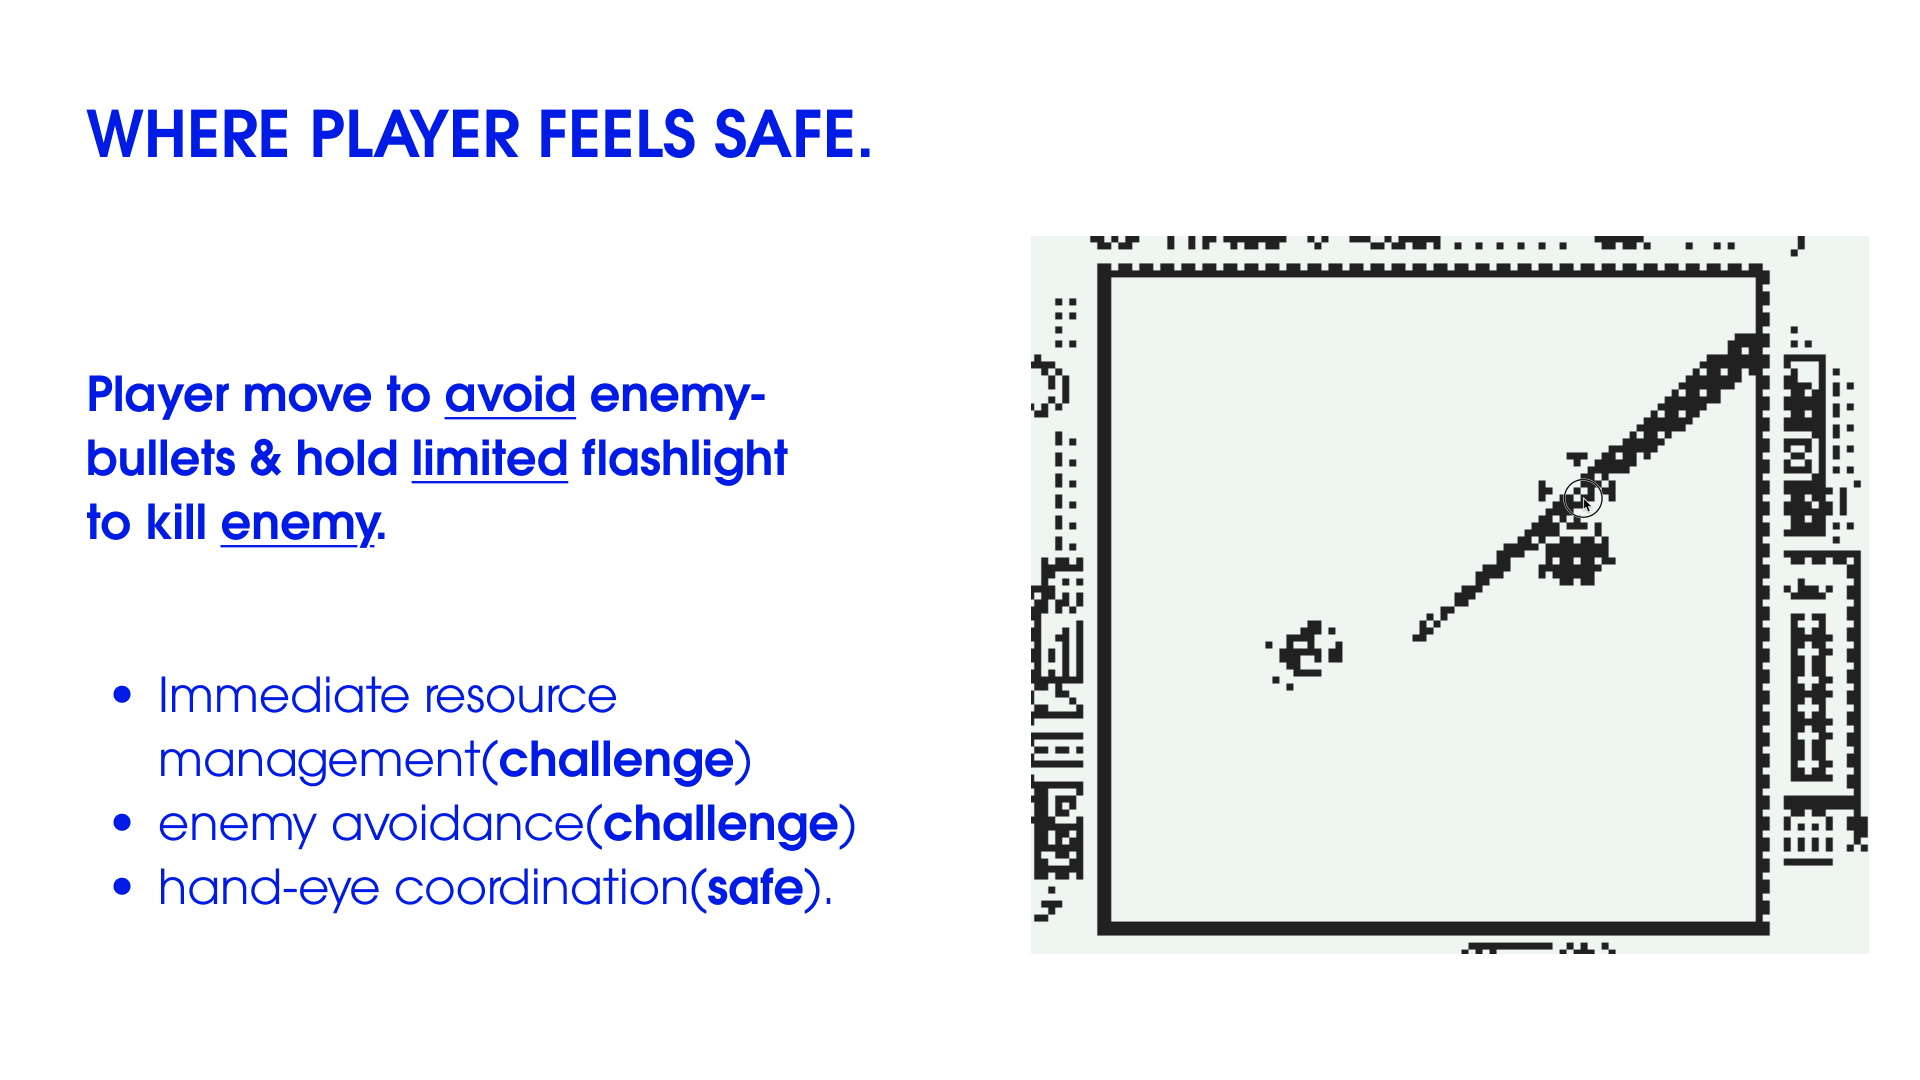 WHERE PLAYER FEELS SAFE.
Player move to avoid enemy-
bullets & hold limited flashlight
to kill enemy.
• Immediate resource
management(challenge)
• enemy avoidance(challenge)
• hand-eye coordination(safe).